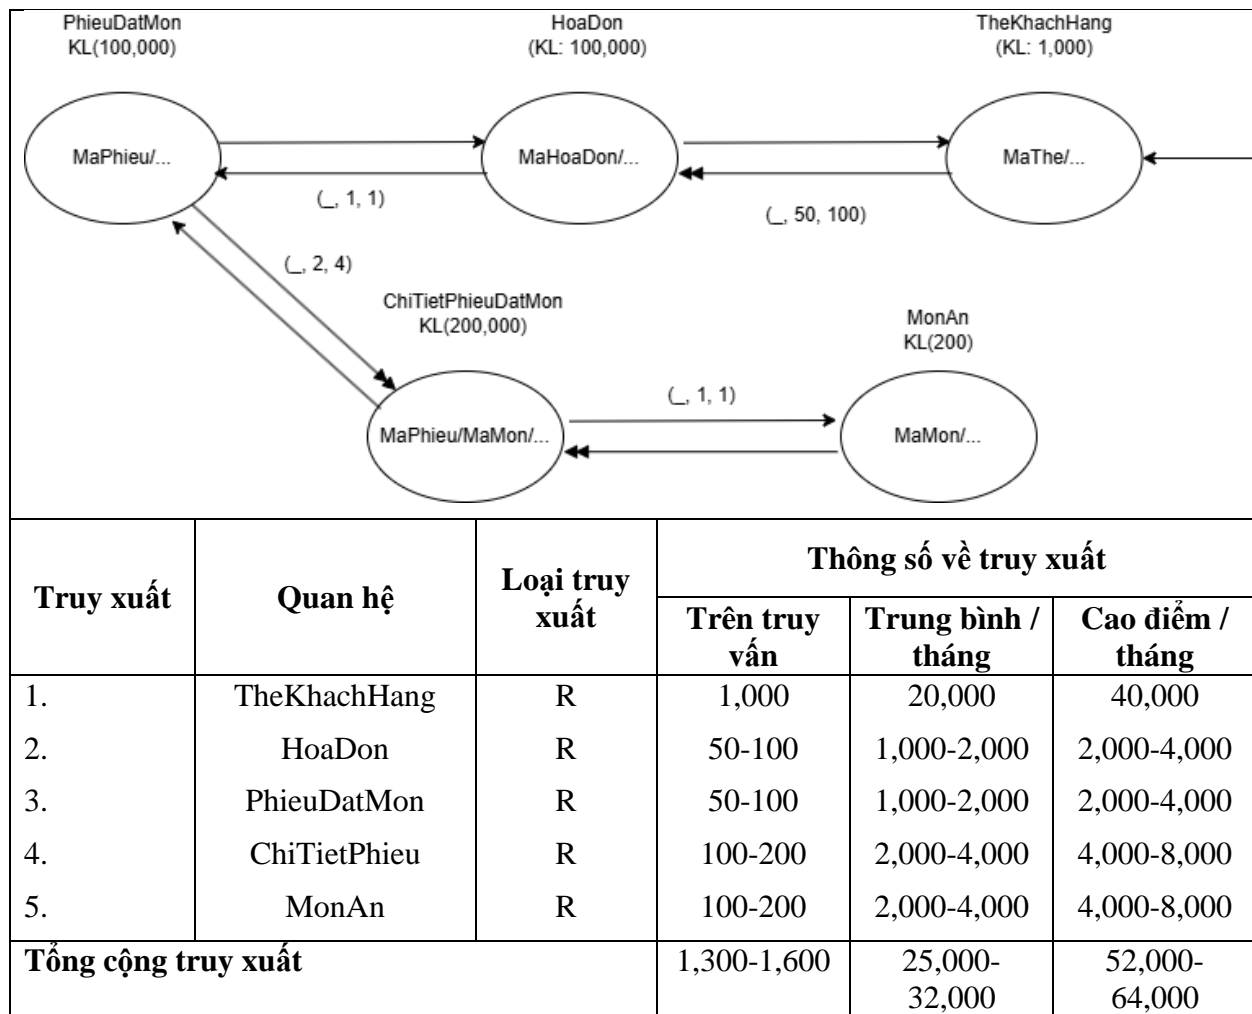 PhieuDatMon
KL(100,000)
HoaDon
(KL: 100,000)
TheKhachHang
(KL: 1,000)
MaPhieu/...
MaHoaDon/...
MaThe/...
(_, 1, 1)
(_, 50, 100)
(_, 2, 4)
ChiTietPhieuDatMon
KL(200,000)
MonAn
KL(200)
(_, 1, 1)
MaPhieu/MaMon/...
MaMon/...
Truy xuất
Quan hệ
Loại truy
xuất
Thông số về truy xuất
Trên truy
vấn
Trung bình /
tháng
Cao điểm /
tháng
1. TheKhachHang R 1,000 20,000 40,000
2. HoaDon R 50-100 1,000-2,000 2,000-4,000
3. PhieuDatMon R 50-100 1,000-2,000 2,000-4,000
4. ChiTietPhieu R 100-200 2,000-4,000 4,000-8,000
5. MonAn R 100-200 2,000-4,000 4,000-8,000
Tổng cộng truy xuất 1,300-1,600 25,000- 52,000-
32,000 64,000